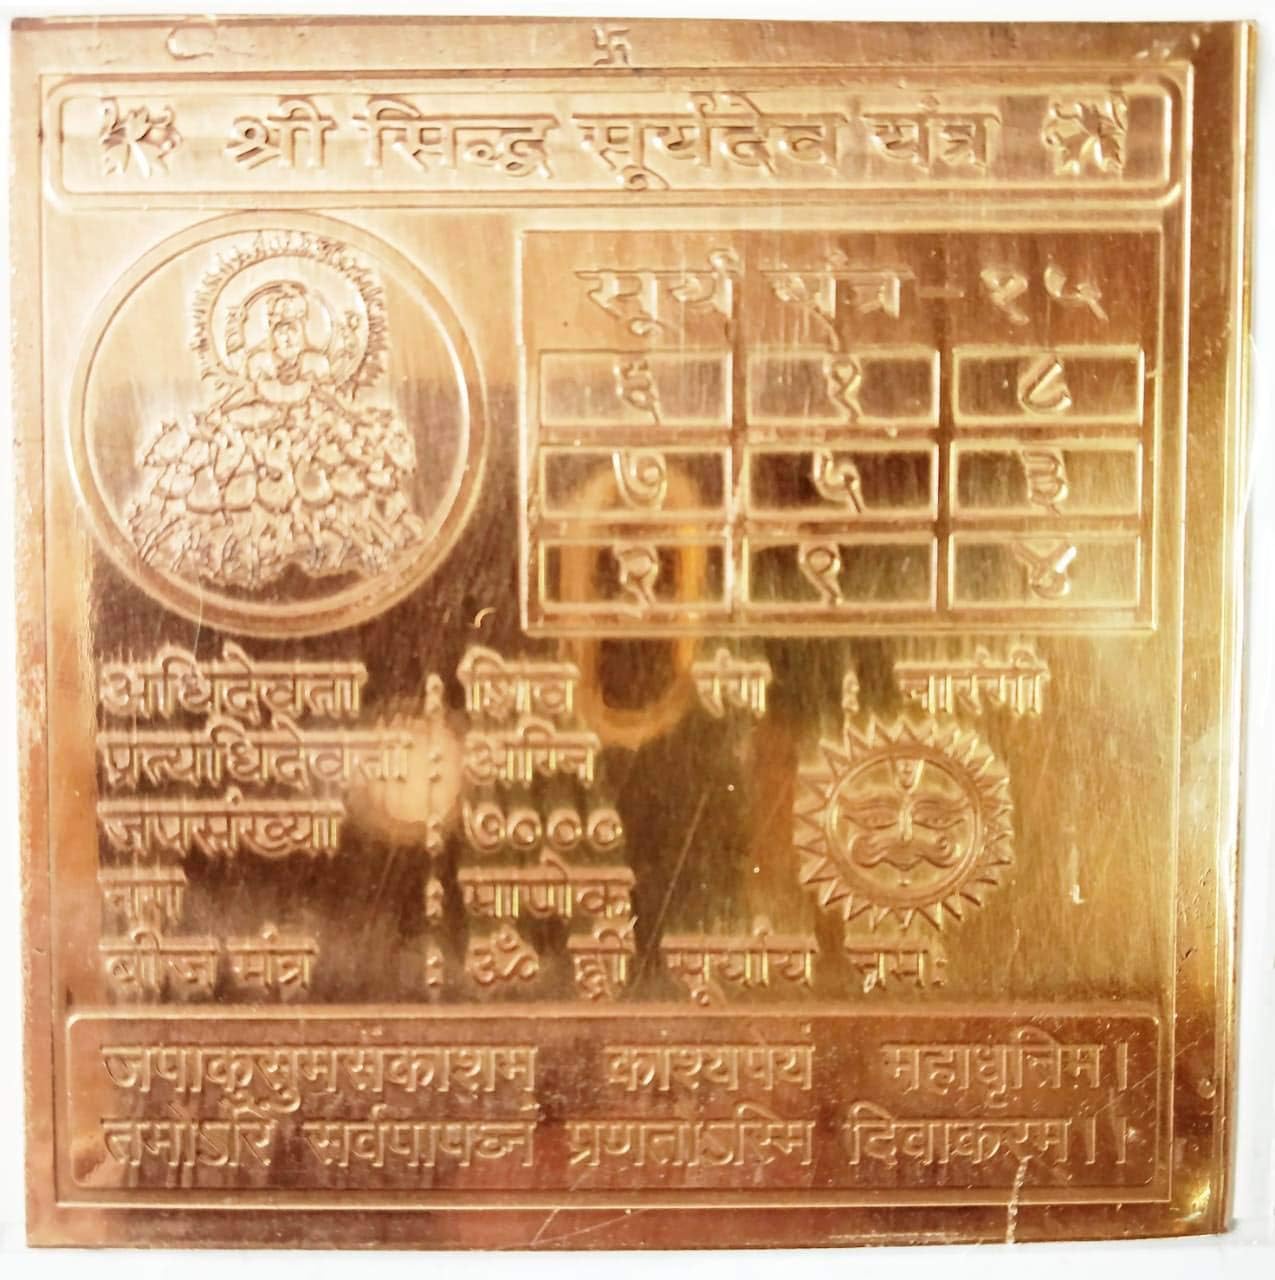 श्री सिद्ध सूर्यदेव यंत्र
सूर्य यंत्र - १५
६ १ ८
७ ५ ३
२ ९ ४
अधिदेवता : शिव रंग : नारंगी
प्रत्याधिदेवता : अग्नि
जपसंख्या : ७०००
नग : माणेक
बीज मंत्र : ॐ ह्रीं सूर्याय नमः
जपाकुसुमसंकाशम् काश्यपेयं महाधृत्तिम।
तमोऽरिं सर्वपापघ्नं प्रणतोऽस्मि दिवाकरम्।।